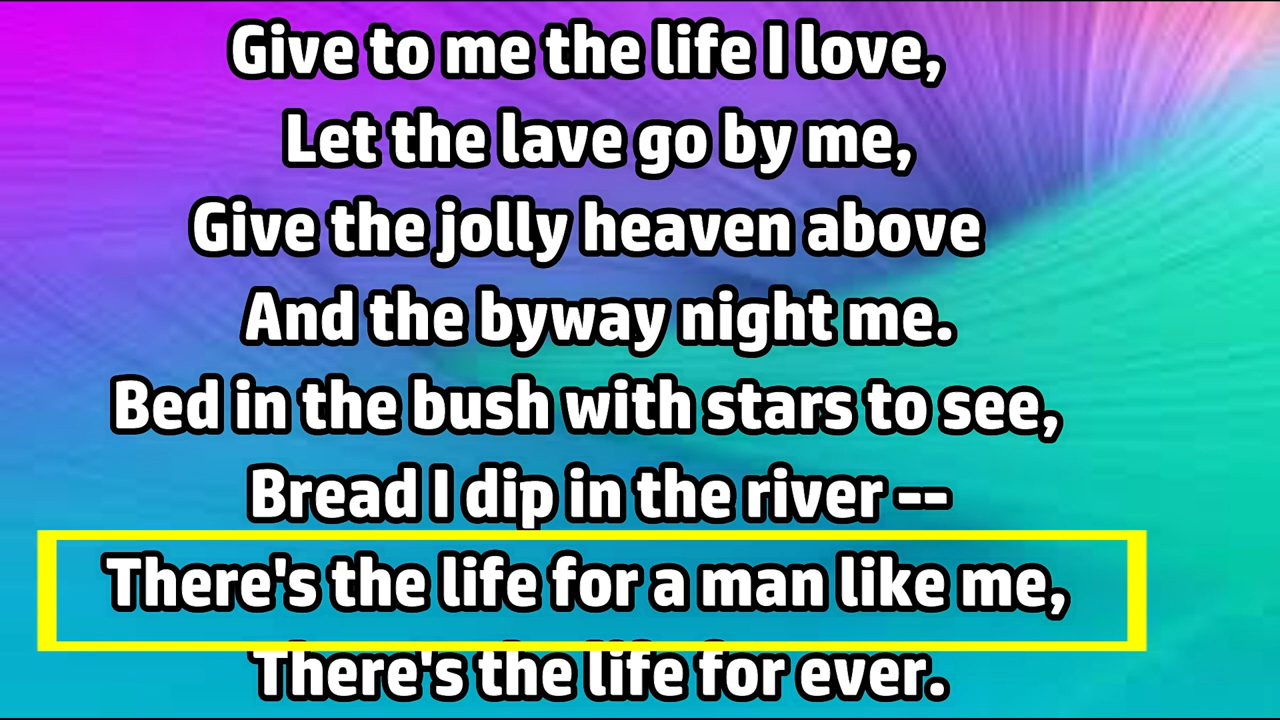 Give to me the life I love,
Let the lave go by me,
Give the jolly heaven above
And the byway night me.
Bed in the bush with stars to see,
Bread I dip in the river --
There's the life for a man like me,
There's the life for ever.